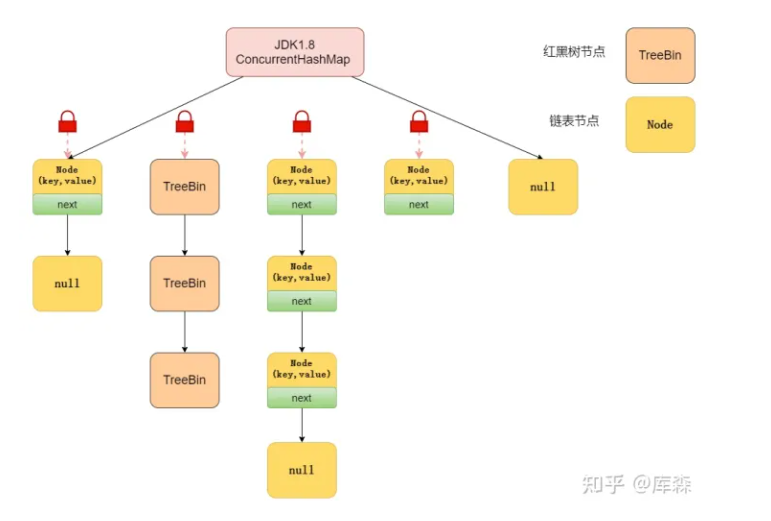 JDK1.8
ConcurrentHashMap
红黑树节点
TreeBin
链表节点
Node
Node
(key,value)
next
null
TreeBin
TreeBin
TreeBin
Node
(key,value)
next
Node
(key,value)
next
Node
(key,value)
next
null
Node
(key,value)
next
null
知乎 @库森